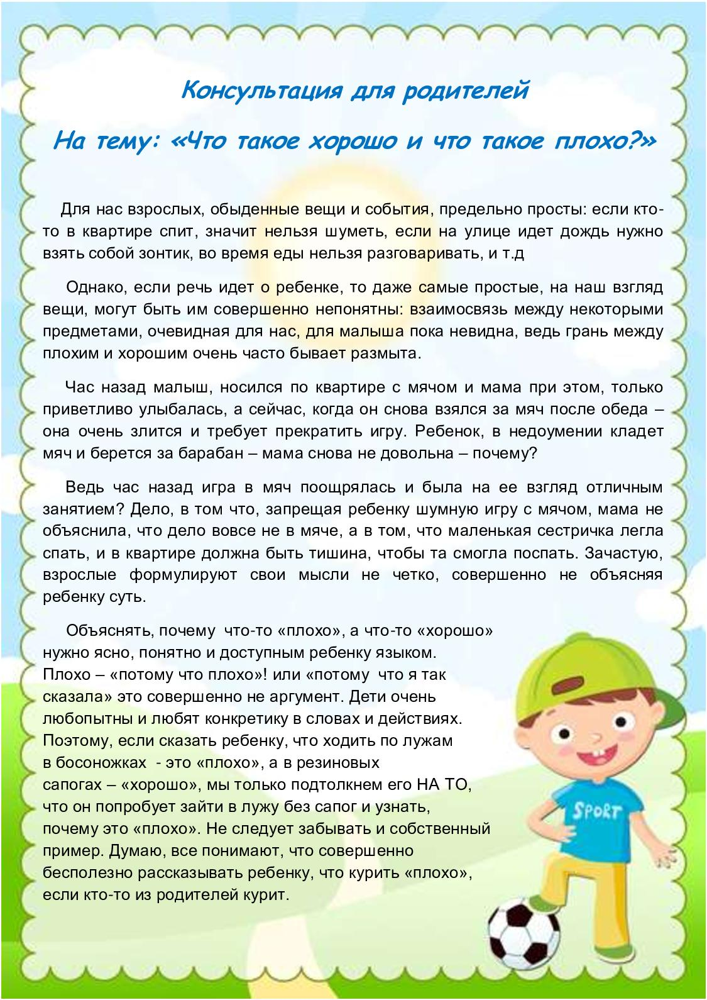 Консультация для родителей
На тему: «Что такое хорошо и что такое плохо?»
Для нас взрослых, обыденные вещи и события, предельно просты: если кто-
то в квартире спит, значит нельзя шуметь, если на улице идет дождь нужно
взять собой зонтик, во время еды нельзя разговаривать, и т.д
Однако, если речь идет о ребенке, то даже самые простые, на наш взгляд
вещи, могут быть им совершенно непонятны: взаимосвязь между некоторыми
предметами, очевидная для нас, для малыша пока невидна, ведь грань между
плохим и хорошим очень часто бывает размыта.
Час назад малыш, носился по квартире с мячом и мама при этом, только
приветливо улыбалась, а сейчас, когда он снова взялся за мяч после обеда –
она очень злится и требует прекратить игру. Ребенок, в недоумении кладет
мяч и берется за барабан – мама снова не довольна – почему?
Ведь час назад игра в мяч поощрялась и была на ее взгляд отличным
занятием? Дело, в том что, запрещая ребенку шумную игру с мячом, мама не
объяснила, что дело вовсе не в мяче, а в том, что маленькая сестричка легла
спать, и в квартире должна быть тишина, чтобы та смогла поспать. Зачастую,
взрослые формулируют свои мысли не четко, совершенно не объясняя
ребенку суть.
Объяснять, почему  что-то «плохо», а что-то «хорошо»
нужно ясно, понятно и доступным ребенку языком.
Плохо – «потому что плохо»! или «потому  что я так
сказала» это совершенно не аргумент. Дети очень
любопытны и любят конкретику в словах и действиях.
Поэтому, если сказать ребенку, что ходить по лужам
в босоножках  - это «плохо», а в резиновых
сапогах – «хорошо», мы только подтолкнем его НА ТО,
что он попробует зайти в лужу без сапог и узнать,
почему это «плохо». Не следует забывать и собственный
пример. Думаю, все понимают, что совершенно
бесполезно рассказывать ребенку, что курить «плохо»,
если кто-то из родителей курит.
SPORT